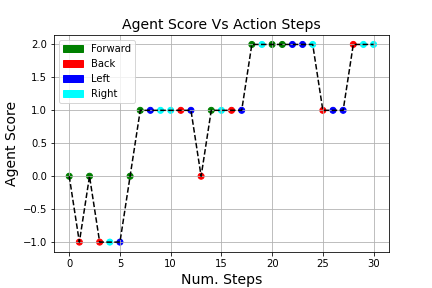 Agent Score Vs Action Steps
2.0
1.5
1.0
0.5
0.0
−0.5
−1.0
Agent Score
Forward
Back
Left
Right
0 5 10 15 20 25 30
Num. Steps